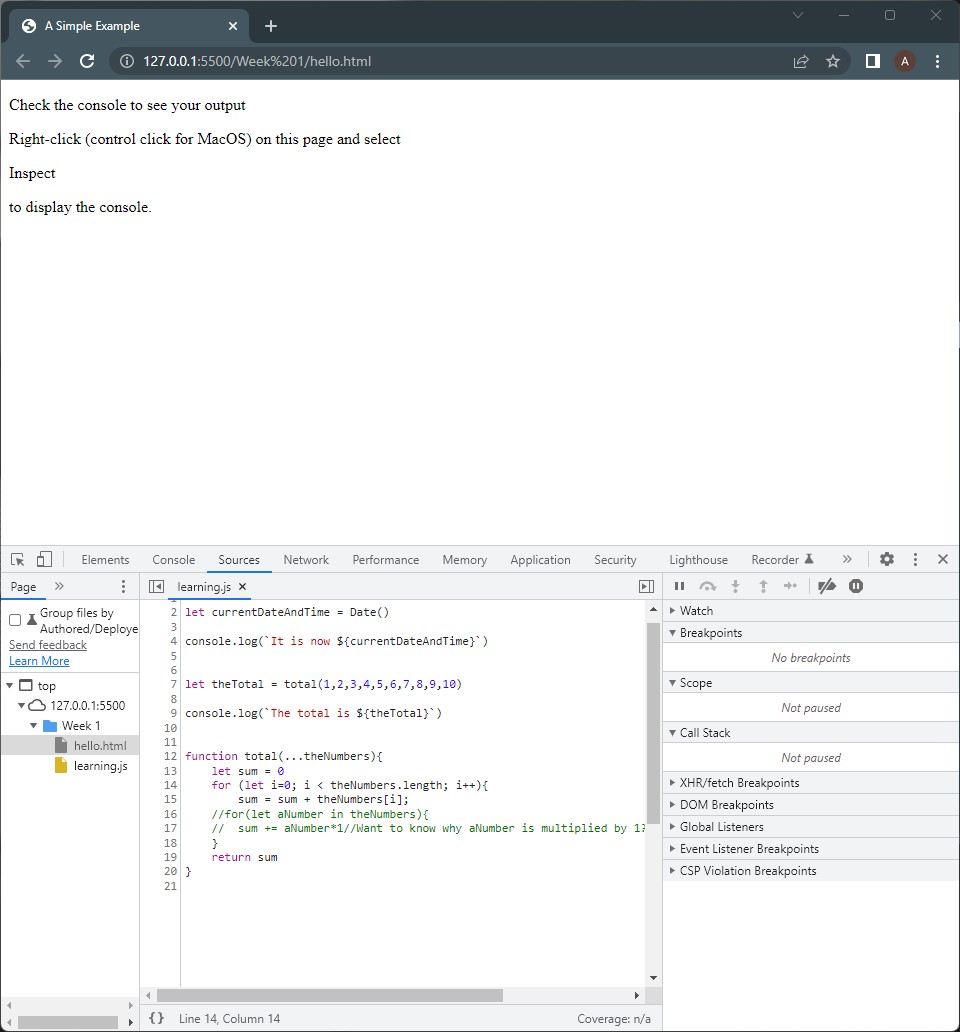 A Simple Example
127.0.0.1:5500/Week%201/hello.html
A
Check the console to see your output
Right-click (control click for MacOS) on this page and select
Inspect
to display the console.
Elements Console Sources Network Performance Memory Application Security Lighthouse Recorder »
Page »
learning.js
Group files by
Authored/Deploye
Send feedback
Learn More
top
127.0.0.1:5500
Week 1
hello.html
learning.js
2 let currentDateAndTime = Date()
3
4 console.log(`It is now ${currentDateAndTime}`)
5
6
7 let theTotal = total(1,2,3,4,5,6,7,8,9,10)
8
9 console.log(`The total is ${theTotal}`)
10
11
12 function total(...theNumbers){
13     let sum = 0
14     for (let i=0; i < theNumbers.length; i++){
15         sum = sum + theNumbers[i];
16     //for(let aNumber in theNumbers){
17     //  sum += aNumber*1//Want to know why aNumber is multiplied by 1?
18     }
19     return sum
20 }
21
{} Line 14, Column 14 Coverage: n/a
Watch
Breakpoints
No breakpoints
Scope
Not paused
Call Stack
Not paused
XHR/fetch Breakpoints
DOM Breakpoints
Global Listeners
Event Listener Breakpoints
CSP Violation Breakpoints